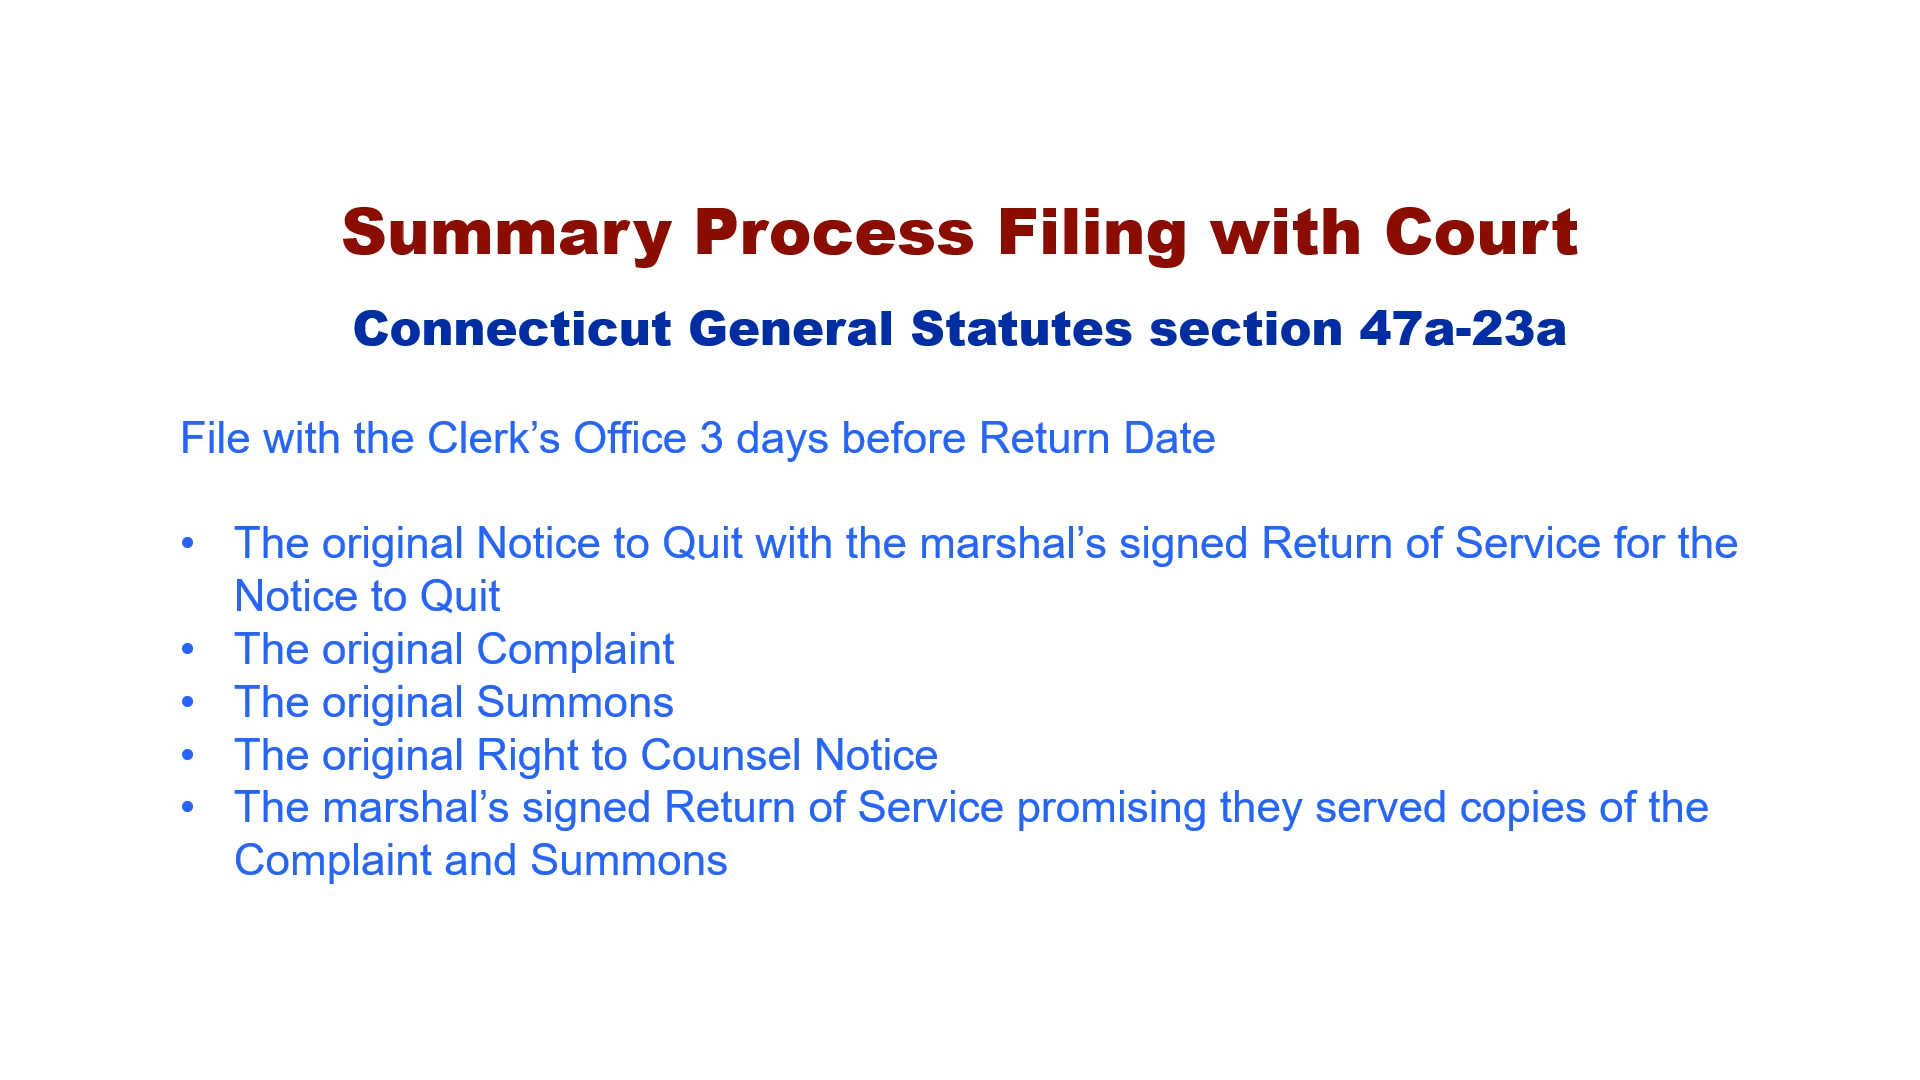 Summary Process Filing with Court
Connecticut General Statutes section 47a-23a
File with the Clerk’s Office 3 days before Return Date
• The original Notice to Quit with the marshal’s signed Return of Service for the
Notice to Quit
• The original Complaint
• The original Summons
• The original Right to Counsel Notice
• The marshal’s signed Return of Service promising they served copies of the
Complaint and Summons